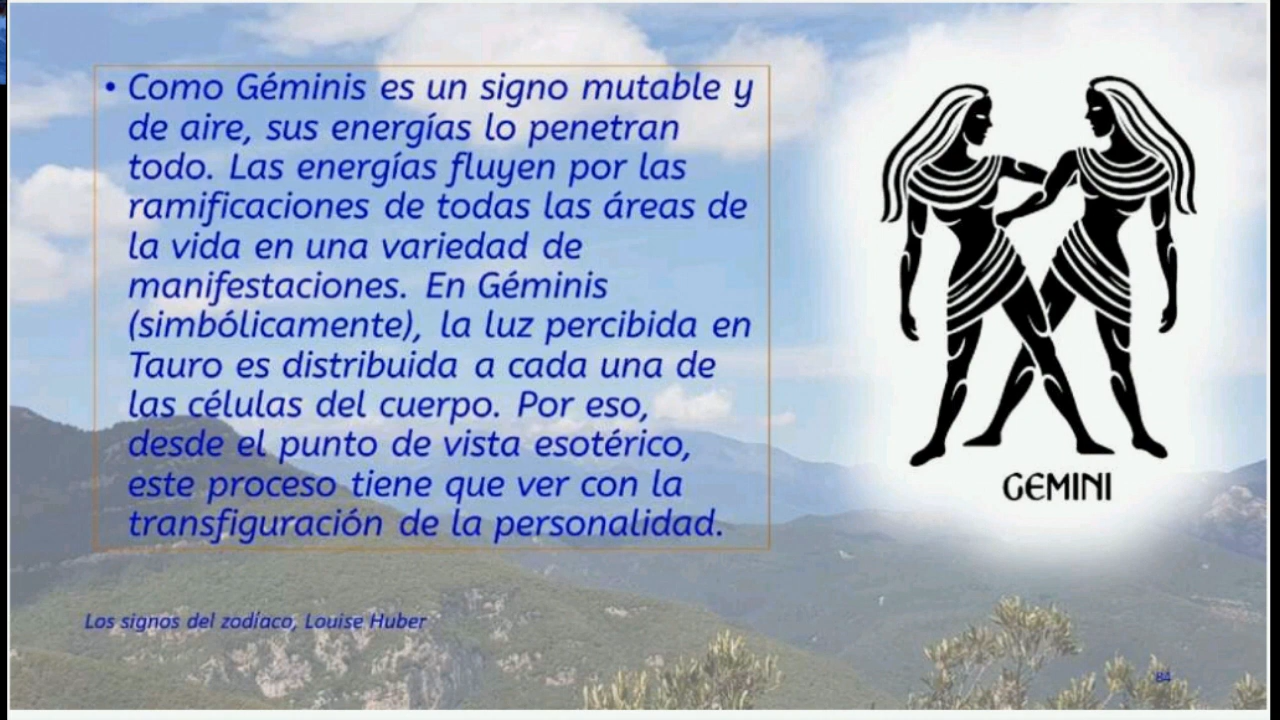 • Como Géminis es un signo mutable y
de aire, sus energías lo penetran
todo. Las energías fluyen por las
ramificaciones de todas las áreas de
la vida en una variedad de
manifestaciones. En Géminis
(simbólicamente), la luz percibida en
Tauro es distribuida a cada una de
las células del cuerpo. Por eso,
desde el punto de vista esotérico,
este proceso tiene que ver con la
transfiguración de la personalidad.
GEMINI
Los signos del zodíaco, Louise Huber
84